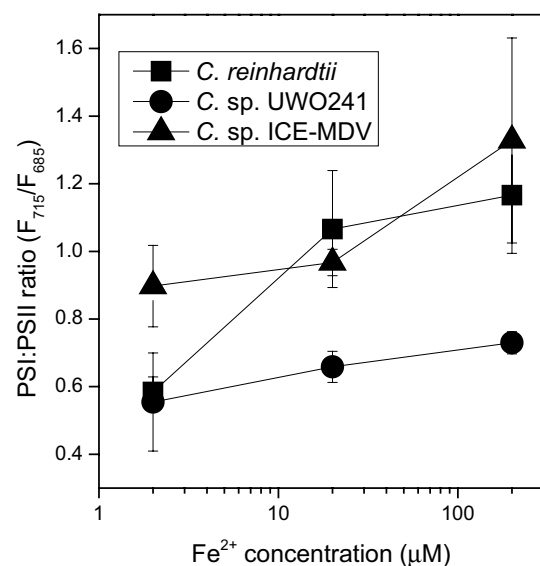 1.6
1.4
1.2
1.0
0.8
0.6
0.4
PSI:PSII ratio (F₇₁₅/F₆₈₅)
C. reinhardtii
C. sp. UWO241
C. sp. ICE-MDV
1 10 100
Fe²⁺ concentration (μM)